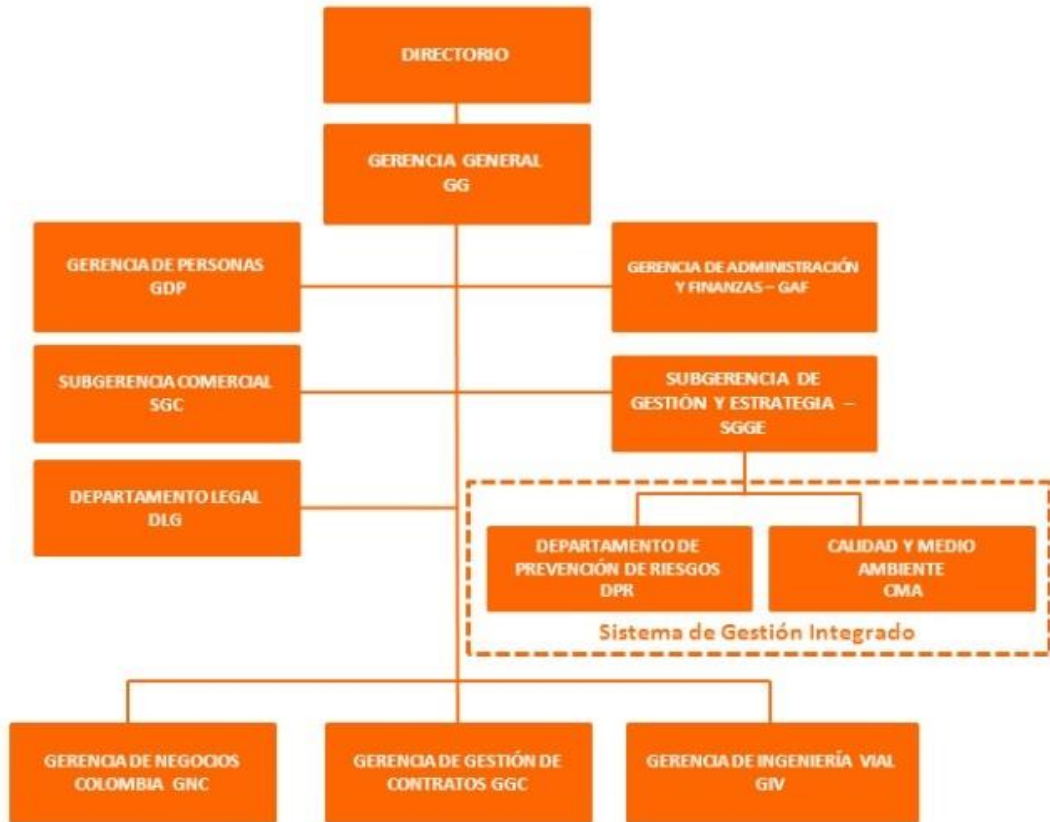 DIRECTORIO
GERENCIA GENERAL
GG
GERENCIA DE PERSONAS
GDP
GERENCIA DE ADMINISTRACIÓN
Y FINANZAS – GAF
SUBGERENCIA COMERCIAL
SGC
SUBGERENCIA DE
GESTIÓN Y ESTRATEGIA –
SGGE
DEPARTAMENTO LEGAL
DLG
DEPARTAMENTO DE
PREVENCIÓN DE RIESGOS
DPR
CALIDAD Y MEDIO
AMBIENTE
CMA
Sistema de Gestión Integrado
GERENCIA DE NEGOCIOS
COLOMBIA GNC
GERENCIA DE GESTIÓN DE
CONTRATOS GGC
GERENCIA DE INGENIERÍA VIAL
GIV